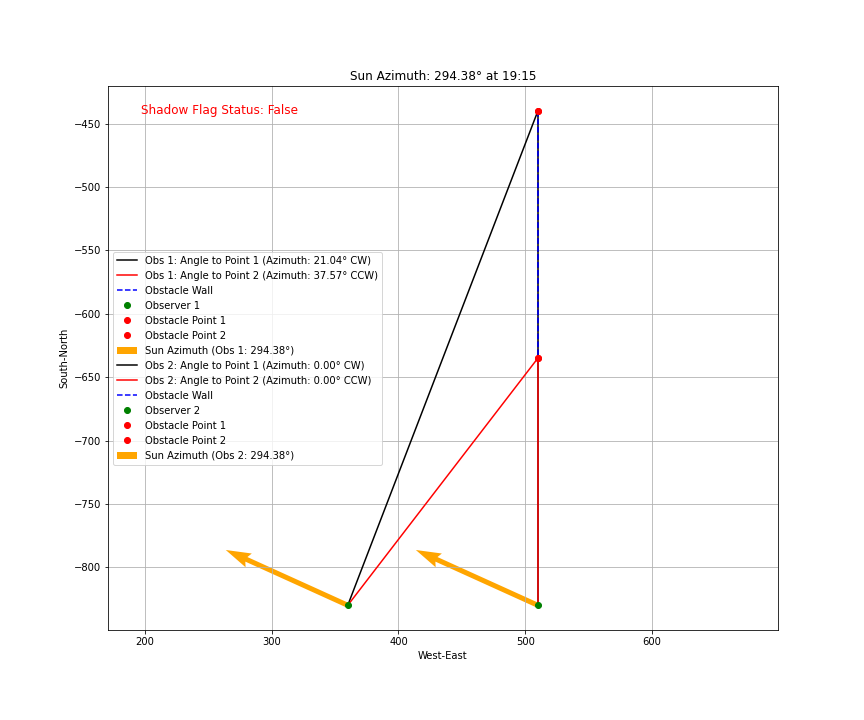 Sun Azimuth: 294.38° at 19:15
Shadow Flag Status: False
−450
−500
−550
−600
−650
−700
−750
−800
South-North
Obs 1: Angle to Point 1 (Azimuth: 21.04° CW)
Obs 1: Angle to Point 2 (Azimuth: 37.57° CCW)
Obstacle Wall
Observer 1
Obstacle Point 1
Obstacle Point 2
Sun Azimuth (Obs 1: 294.38°)
Obs 2: Angle to Point 1 (Azimuth: 0.00° CW)
Obs 2: Angle to Point 2 (Azimuth: 0.00° CCW)
Obstacle Wall
Observer 2
Obstacle Point 1
Obstacle Point 2
Sun Azimuth (Obs 2: 294.38°)
200
300
400
500
600
West-East